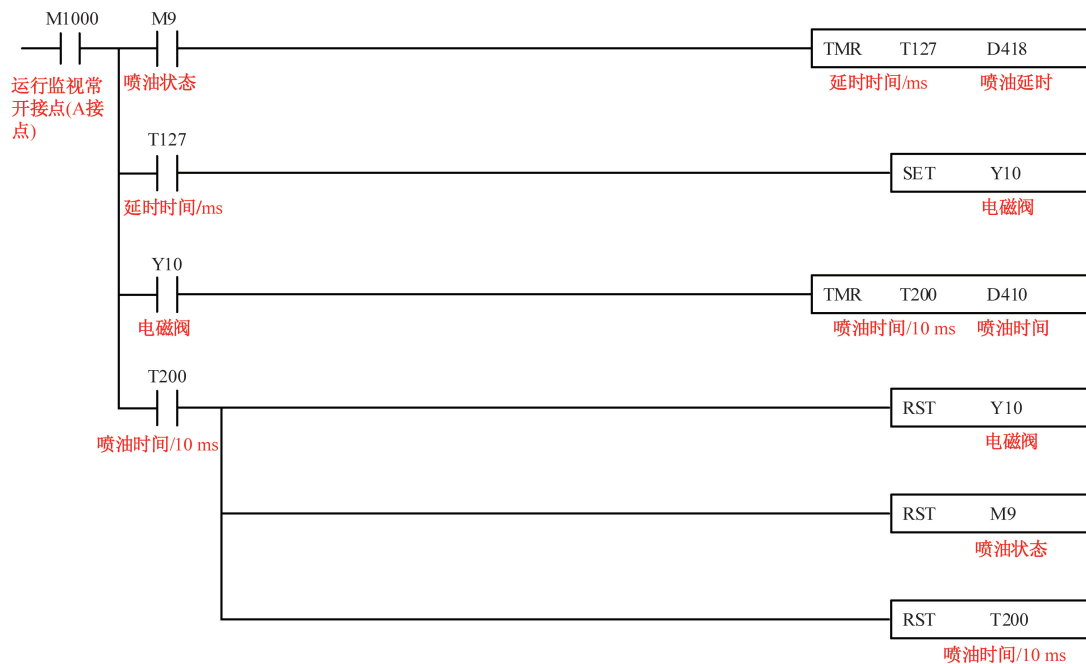 M1000 M9
TMR T127 D418
运行监视常
开接点(A接
点)
喷油状态
延时时间/ms 喷油延时
T127
SET Y10
延时时间/ms
电磁阀
Y10
TMR T200 D410
电磁阀
喷油时间/10 ms 喷油时间
T200
RST Y10
喷油时间/10 ms
电磁阀
RST M9
喷油状态
RST T200
喷油时间/10 ms